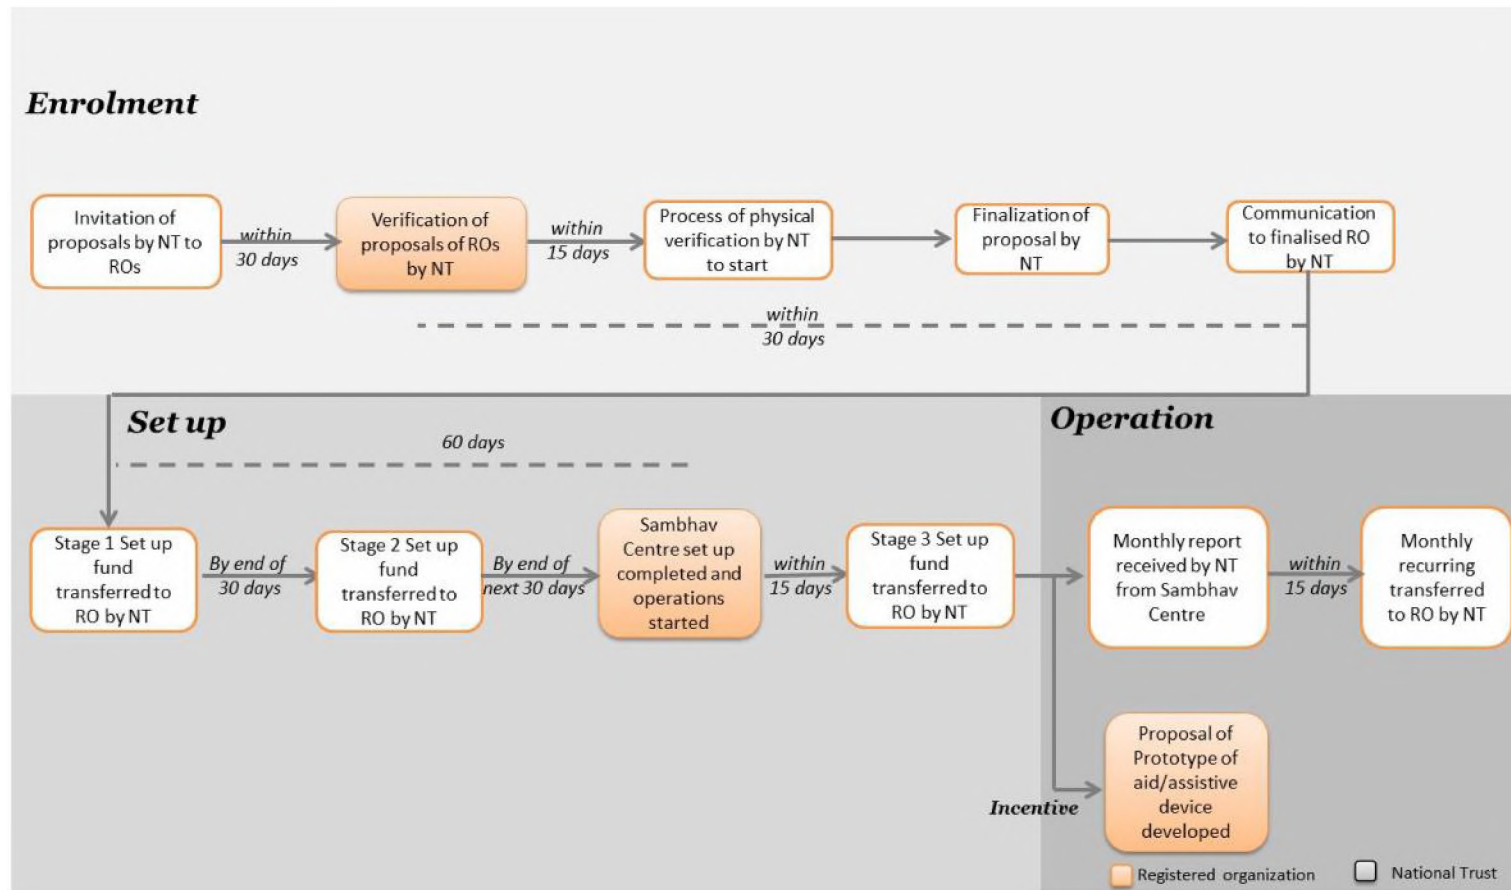 Enrolment
Invitation of
proposals by NT to
ROs
within
30 days
Verification of
proposals of ROs
by NT
within
15 days
Process of physical
verification by NT
to start
Finalization of
proposal by
NT
Communication
to finalised RO
by NT
within
30 days
Set up
60 days
Stage 1 Set up
fund
transferred to
RO by NT
By end of
30 days
Stage 2 Set up
fund
transferred to
RO by NT
By end of
next 30 days
Sambhav
Centre set up
completed and
operations
started
within
15 days
Stage 3 Set up
fund
transferred to
RO by NT
Operation
Monthly report
received by NT
from Sambhav
Centre
within
15 days
Monthly
recurring
transferred
to RO by NT
Incentive
Proposal of
Prototype of
aid/assistive
device
developed
Registered organization
National Trust